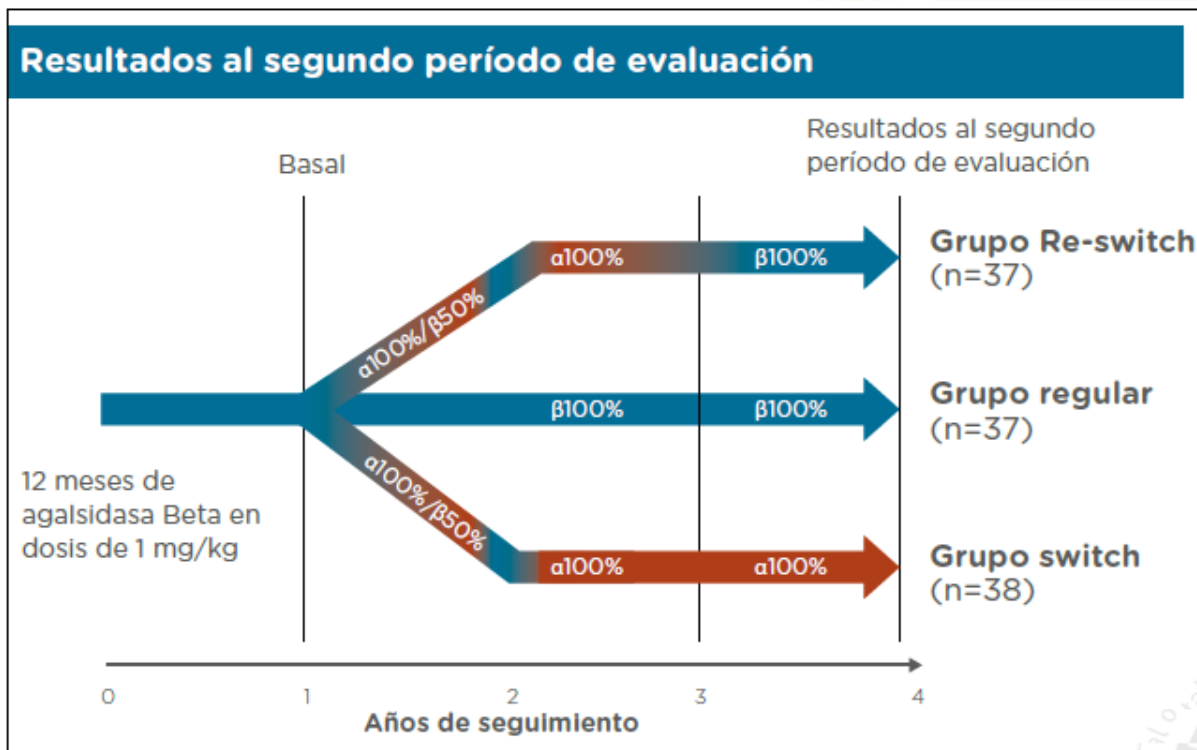 Resultados al segundo período de evaluación
Resultados al segundo
período de evaluación
Basal
α100%/β50%
α100%
β100%
Grupo Re-switch
(n=37)
β100%
β100%
Grupo regular
(n=37)
12 meses de
agalsidasa Beta en
dosis de 1 mg/kg
α100%/β50%
α100%
α100%
Grupo switch
(n=38)
0 1 2 3 4
Años de seguimiento